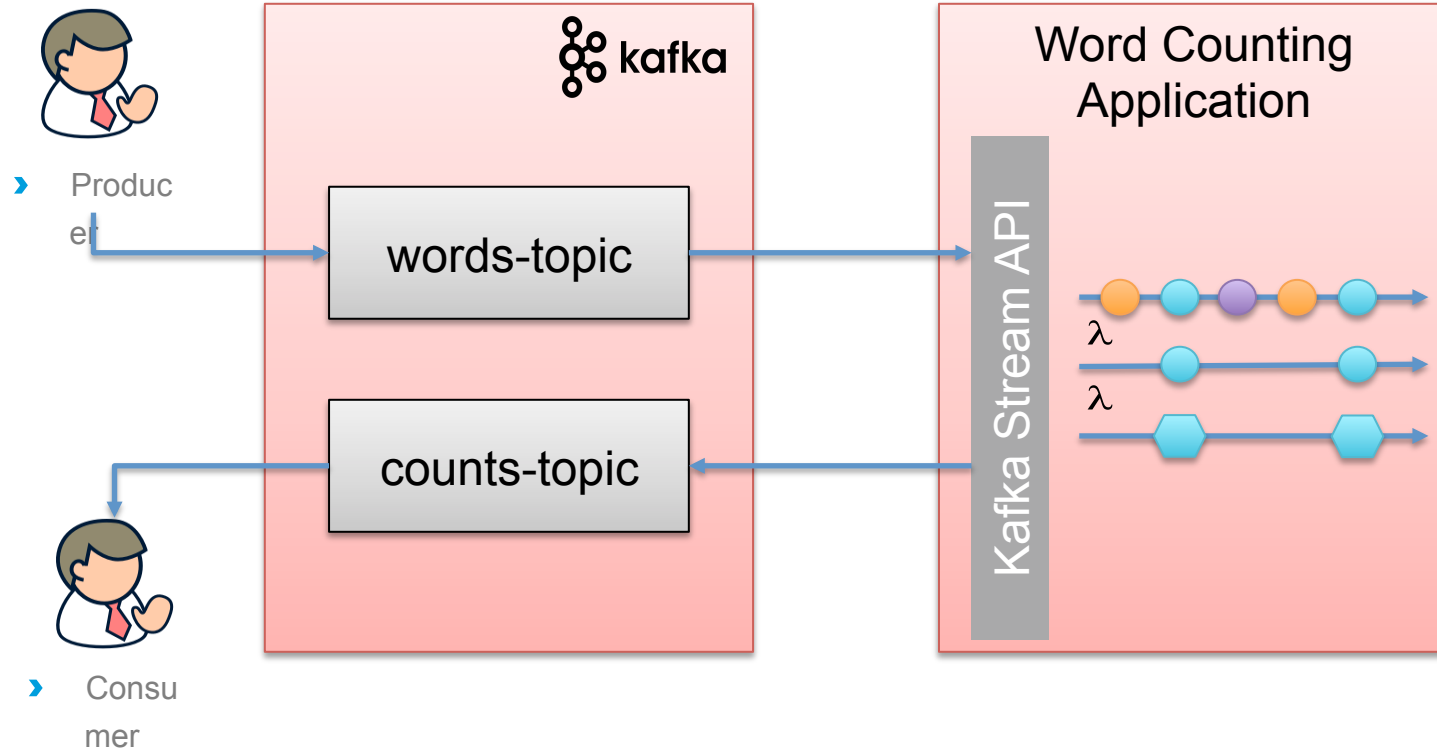 kafka
Word Counting
Application
› Produc
er
words-topic
Kafka Stream API
λ
λ
counts-topic
› Consu
mer